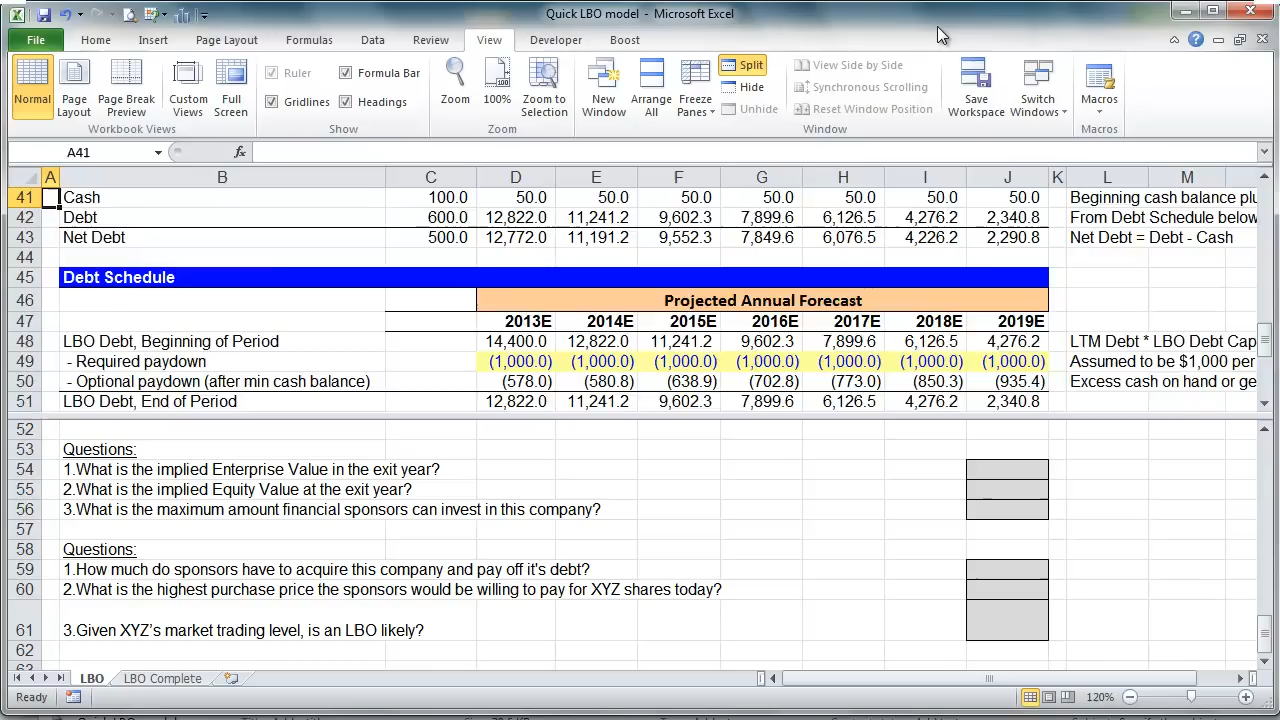 Quick LBO model - Microsoft Excel
File Home Insert Page Layout Formulas Data Review View Developer Boost
Normal Page Layout Page Break Preview Custom Views Full Screen
Workbook Views
Ruler Formula Bar
Gridlines Headings
Show
Zoom 100% Zoom to Selection
Zoom
New Window Arrange All Freeze Panes
Split
Hide
Unhide
View Side by Side
Synchronous Scrolling
Reset Window Position
Window
Save Workspace Switch Windows
Macros
Macros
A41 fx
A B C D E F G H I J K L M
41 Cash 100.0 50.0 50.0 50.0 50.0 50.0 50.0 50.0 Beginning cash balance plu
42 Debt 600.0 12,822.0 11,241.2 9,602.3 7,899.6 6,126.5 4,276.2 2,340.8 From Debt Schedule below
43 Net Debt 500.0 12,772.0 11,191.2 9,552.3 7,849.6 6,076.5 4,226.2 2,290.8 Net Debt = Debt - Cash
44
45 Debt Schedule
46 Projected Annual Forecast
47 2013E 2014E 2015E 2016E 2017E 2018E 2019E
48 LBO Debt, Beginning of Period 14,400.0 12,822.0 11,241.2 9,602.3 7,899.6 6,126.5 4,276.2 LTM Debt * LBO Debt Cap
49 - Required paydown (1,000.0) (1,000.0) (1,000.0) (1,000.0) (1,000.0) (1,000.0) (1,000.0) Assumed to be $1,000 per
50 - Optional paydown (after min cash balance) (578.0) (580.8) (638.9) (702.8) (773.0) (850.3) (935.4) Excess cash on hand or ge
51 LBO Debt, End of Period 12,822.0 11,241.2 9,602.3 7,899.6 6,126.5 4,276.2 2,340.8
52
53 Questions:
54 1.What is the implied Enterprise Value in the exit year?
55 2.What is the implied Equity Value at the exit year?
56 3.What is the maximum amount financial sponsors can invest in this company?
57
58 Questions:
59 1.How much do sponsors have to acquire this company and pay off it's debt?
60 2.What is the highest purchase price the sponsors would be willing to pay for XYZ shares today?
61 3.Given XYZ's market trading level, is an LBO likely?
62
63
LBO LBO Complete
Ready 120%